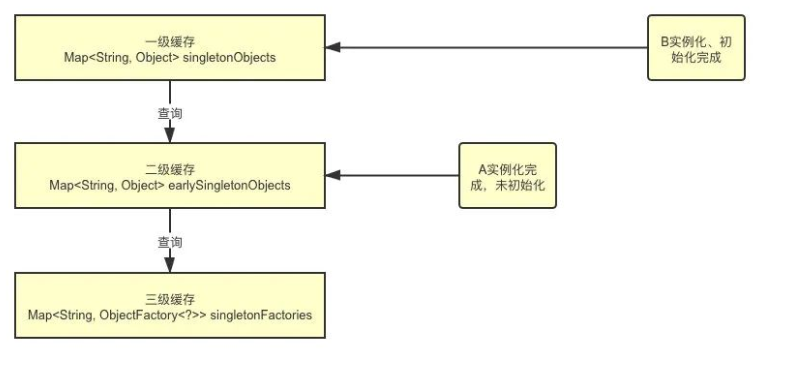 一级缓存
Map<String, Object> singletonObjects
B实例化、初
始化完成
查询
二级缓存
Map<String, Object> earlySingletonObjects
A实例化完
成，未初始化
查询
三级缓存
Map<String, ObjectFactory<?>> singletonFactories